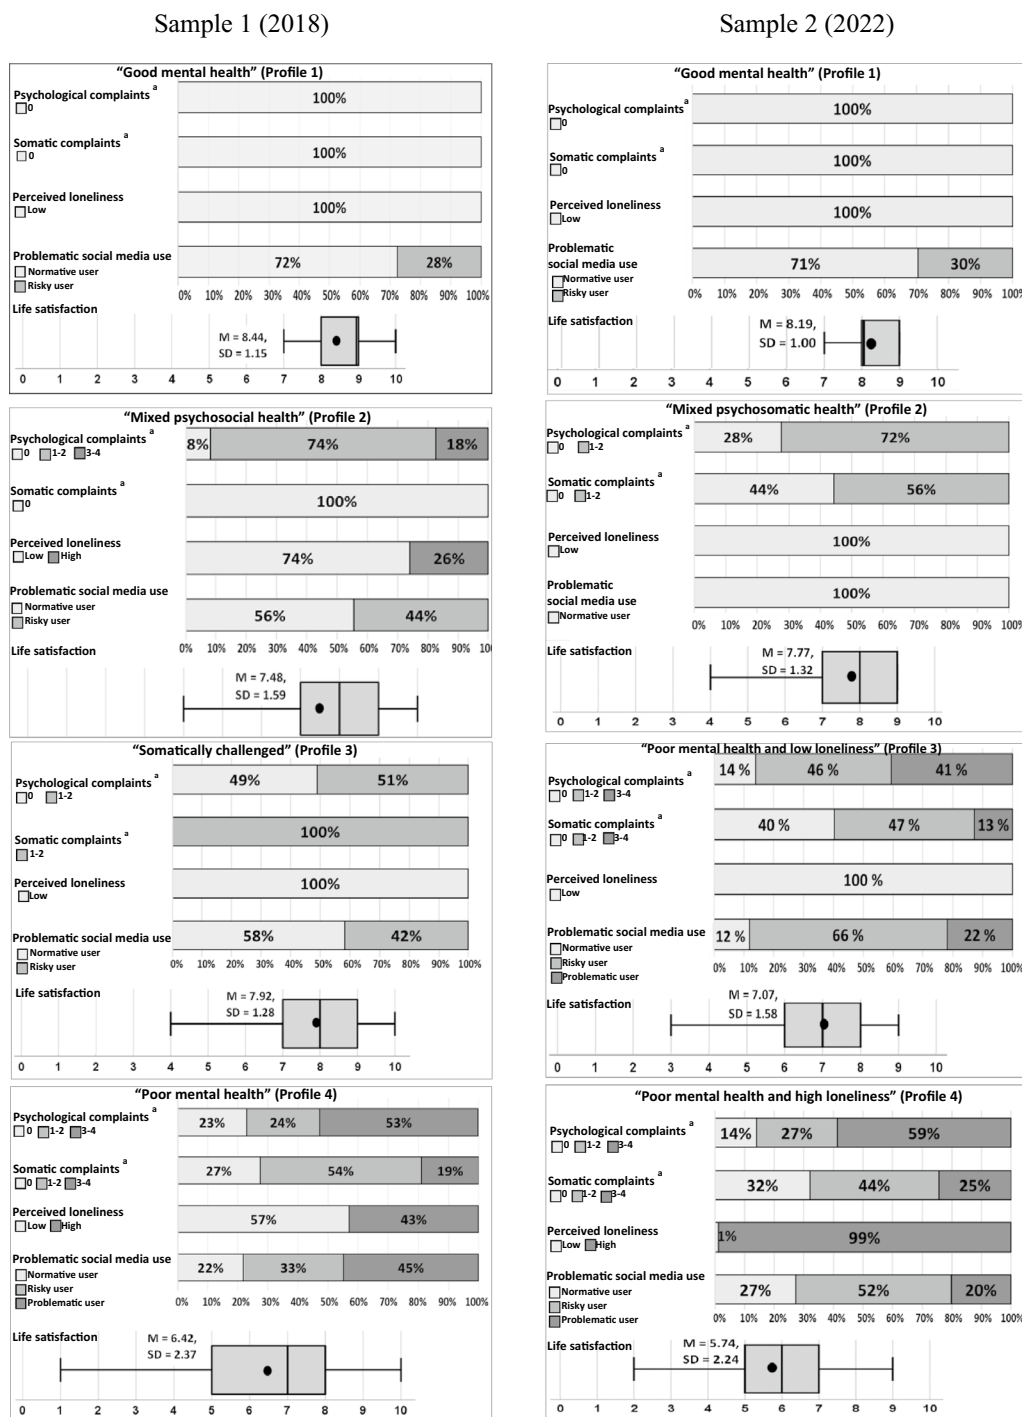 Sample 1 (2018)
“Good mental health” (Profile 1)
Psychological complaints a
0
100%
Somatic complaints a
0
100%
Perceived loneliness
Low
100%
Problematic social media use
Normative user
Risky user
72% 28%
0% 10% 20% 30% 40% 50% 60% 70% 80% 90% 100%
Life satisfaction
M = 8.44,
SD = 1.15
0 1 2 3 4 5 6 7 8 9 10
“Mixed psychosocial health” (Profile 2)
Psychological complaints a
0 1-2 3-4
8% 74% 18%
Somatic complaints a
0
100%
Perceived loneliness
Low High
74% 26%
Problematic social media use
Normative user
Risky user
56% 44%
0% 10% 20% 30% 40% 50% 60% 70% 80% 90% 10
Life satisfaction
M = 7.48,
SD = 1.59
“Somatically challenged” (Profile 3)
Psychological complaints a
0 1-2
49% 51%
Somatic complaints a
1-2
100%
Perceived loneliness
Low
100%
Problematic social media use
Normative user
Risky user
58% 42%
0% 10% 20% 30% 40% 50% 60% 70% 80% 90% 100%
Life satisfaction
M = 7.92,
SD = 1.28
0 1 2 3 4 5 6 7 8 9 10
“Poor mental health” (Profile 4)
Psychological complaints a
0 1-2 3-4
23% 24% 53%
Somatic complaints a
0 1-2 3-4
27% 54% 19%
Perceived loneliness
Low High
57% 43%
Problematic social media use
Normative user
Risky user
Problematic user
22% 33% 45%
0% 10% 20% 30% 40% 50% 60% 70% 80% 90% 100%
Life satisfaction
M = 6.42,
SD = 2.37
0 1 2 3 4 5 6 7 8 9 10
Sample 2 (2022)
“Good mental health” (Profile 1)
Psychological complaints a
0
100%
Somatic complaints a
0
100%
Perceived loneliness
Low
100%
Problematic
social media use
Normative user
Risky user
71% 30%
0% 10% 20% 30% 40% 50% 60% 70% 80% 90% 100%
Life satisfaction
M = 8.19,
SD = 1.00
0 1 2 3 4 5 6 7 8 9 10
“Mixed psychosomatic health” (Profile 2)
Psychological complaints a
0 1-2
28% 72%
Somatic complaints a
0 1-2
44% 56%
Perceived loneliness
Low
100%
Problematic
social media use
Normative user
100%
0% 10% 20% 30% 40% 50% 60% 70% 80% 90% 100%
Life satisfaction
M = 7.77,
SD = 1.32
0 1 2 3 4 5 6 7 8 9 10
“Poor mental health and low loneliness” (Profile 3)
Psychological complaints a
0 1-2 3-4
14 % 46 % 41 %
Somatic complaints a
0 1-2 3-4
40 % 47 % 13 %
Perceived loneliness
Low
100 %
Problematic social media use
Normative user
Risky user
Problematic user
12 % 66 % 22 %
0% 10% 20% 30% 40% 50% 60% 70% 80% 90% 100%
Life satisfaction
M = 7.07,
SD = 1.58
0 1 2 3 4 5 6 7 8 9 10
“Poor mental health and high loneliness” (Profile 4)
Psychological complaints a
0 1-2 3-4
14% 27% 59%
Somatic complaints a
0 1-2 3-4
32% 44% 25%
Perceived loneliness
Low High
1% 99%
Problematic social media use
Normative user
Risky user
Problematic user
27% 52% 20%
0% 10% 20% 30% 40% 50% 60% 70% 80% 90% 100%
Life satisfaction
M = 5.74,
SD = 2.24
0 1 2 3 4 5 6 7 8 9 10